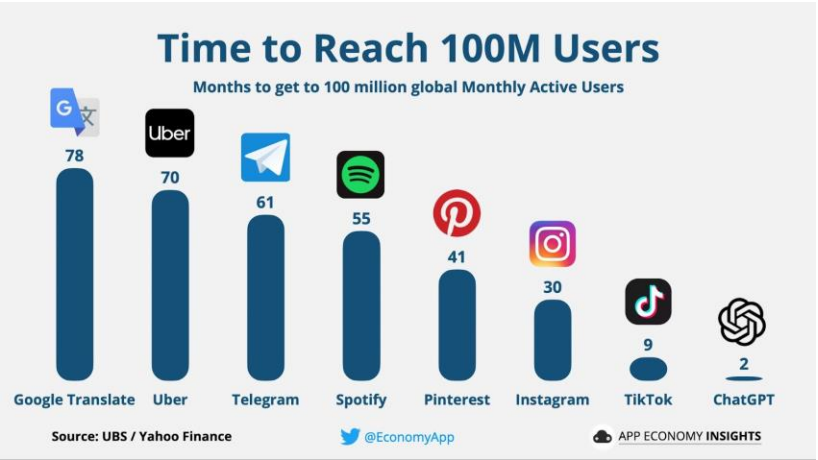 Time to Reach 100M Users
Months to get to 100 million global Monthly Active Users
G 文
Uber
78
70
61
55
41
30
9
2
Google Translate Uber Telegram Spotify Pinterest Instagram TikTok ChatGPT
Source: UBS / Yahoo Finance @EconomyApp APP ECONOMY INSIGHTS